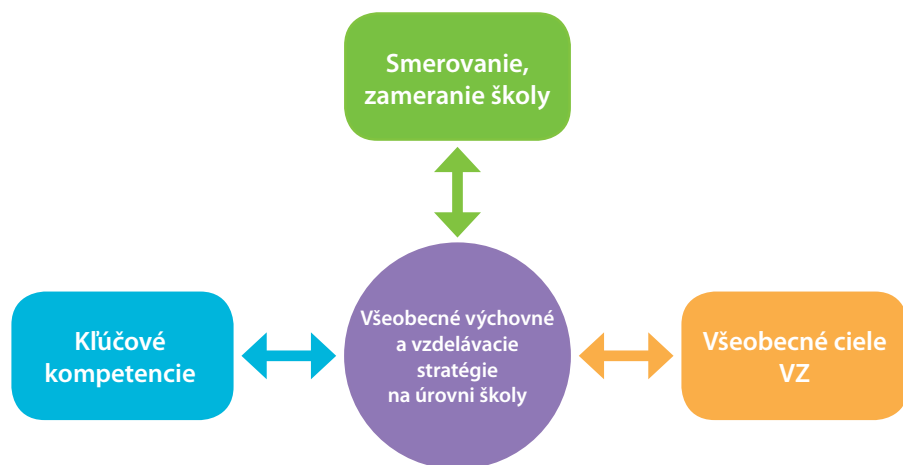 Smerovanie,
zameranie školy
Kľúčové
kompetencie
Všeobecné výchovné
a vzdelávacie
stratégie
na úrovni školy
Všeobecné ciele
VZ